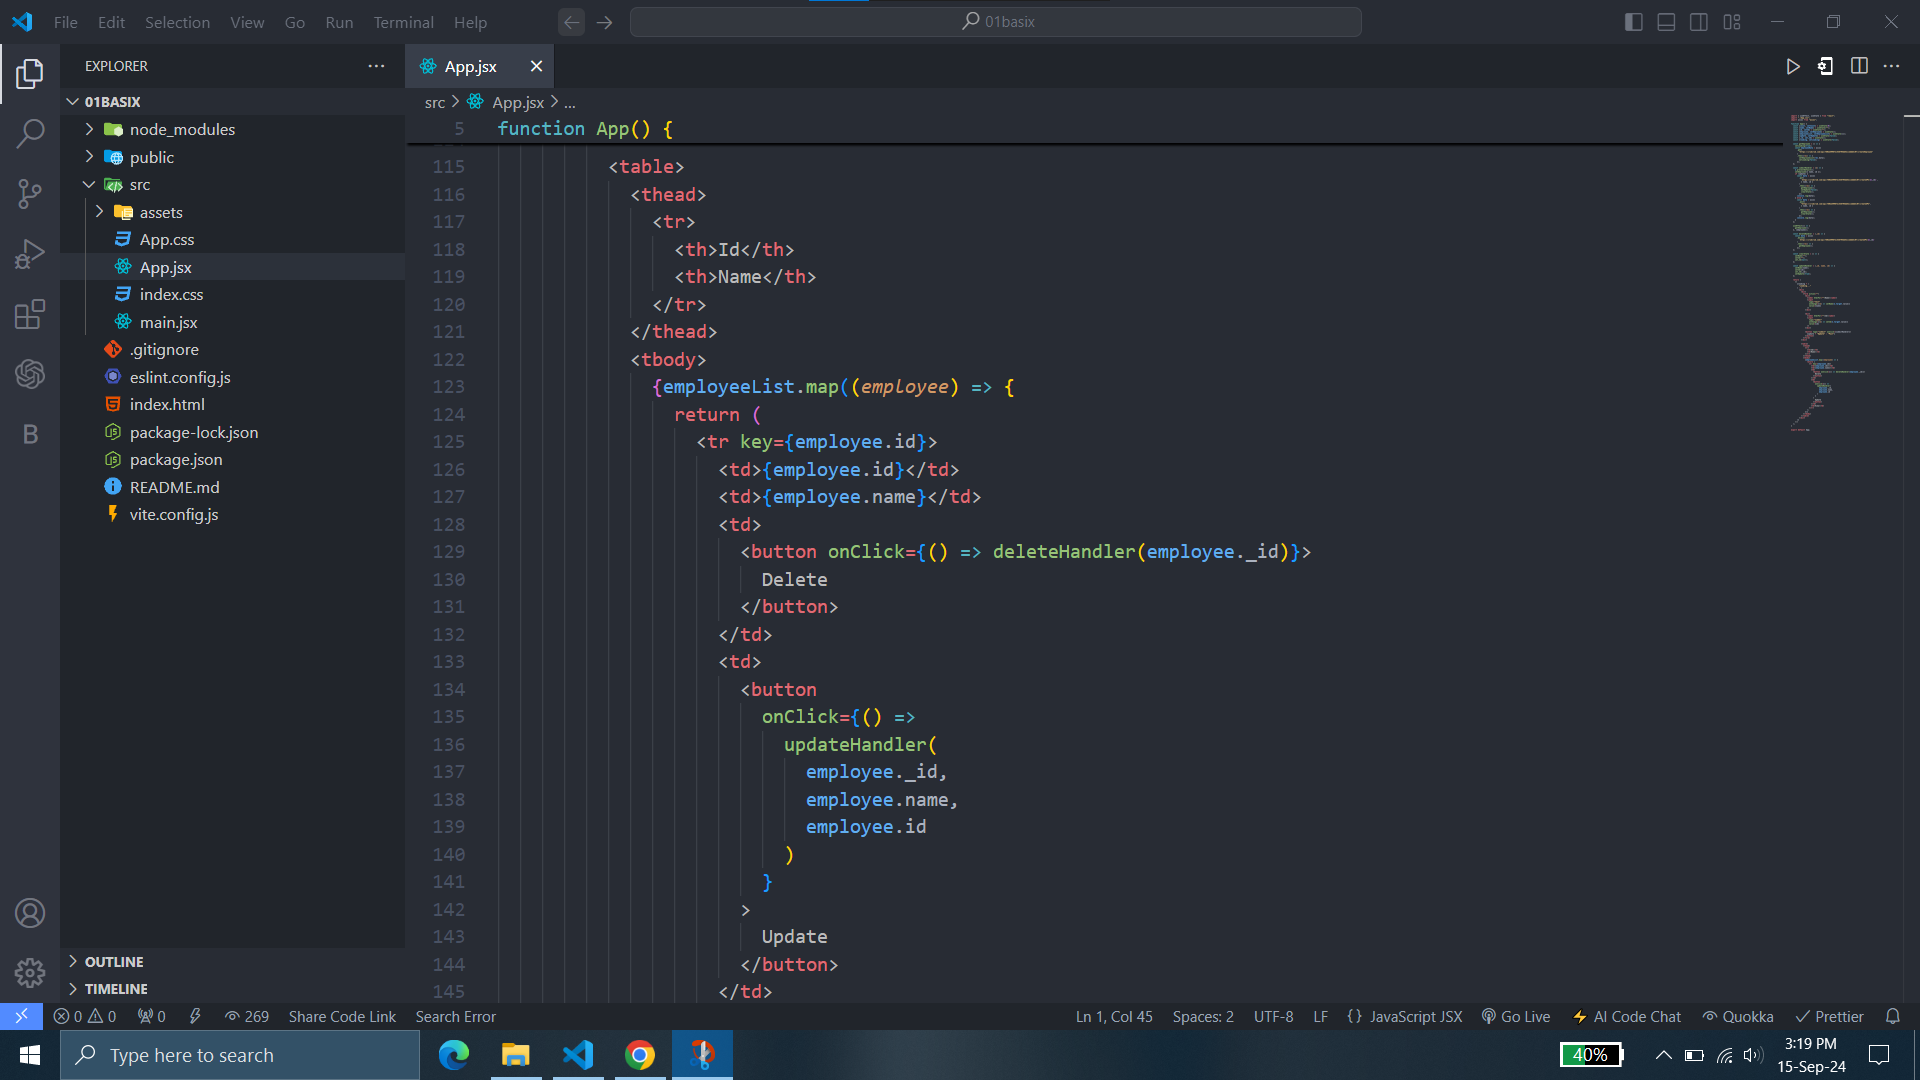 File Edit Selection View Go Run Terminal Help
01basix
EXPLORER
App.jsx
01BASIX
src > App.jsx > ...
node_modules
public
src
assets
App.css
App.jsx
index.css
main.jsx
.gitignore
eslint.config.js
index.html
package-lock.json
package.json
README.md
vite.config.js
OUTLINE
TIMELINE
B
5 function App() {
115 <table>
116 <thead>
117 <tr>
118 <th>Id</th>
119 <th>Name</th>
120 </tr>
121 </thead>
122 <tbody>
123 {employeeList.map((employee) => {
124 return (
125 <tr key={employee.id}>
126 <td>{employee.id}</td>
127 <td>{employee.name}</td>
128 <td>
129 <button onClick={() => deleteHandler(employee._id)}>
130 Delete
131 </button>
132 </td>
133 <td>
134 <button
135 onClick={() =>
136 updateHandler(
137 employee._id,
138 employee.name,
139 employee.id
140 )
141 }
142 >
143 Update
144 </button>
145 </td>
0 0 0 269 Share Code Link Search Error
Ln 1, Col 45 Spaces: 2 UTF-8 LF {} JavaScript JSX Go Live AI Code Chat Quokka Prettier
Type here to search
40%
3:19 PM
15-Sep-24